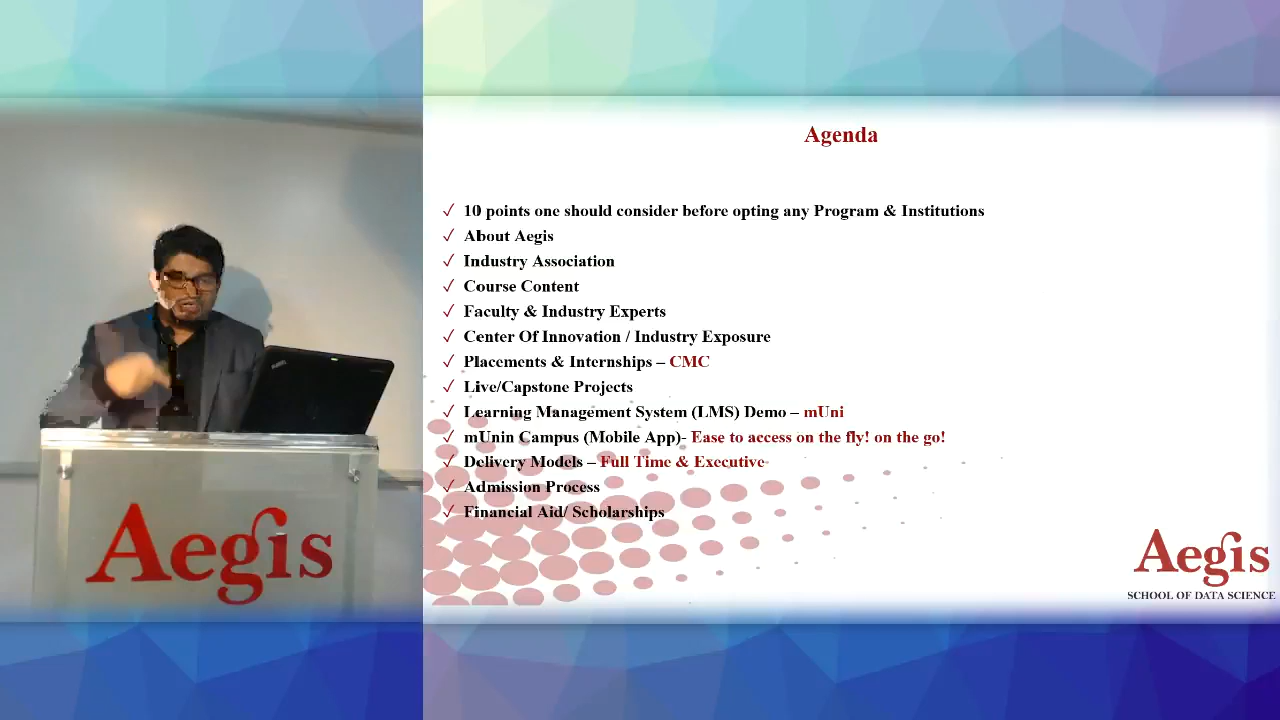 Agenda
✓ 10 points one should consider before opting any Program & Institutions
✓ About Aegis
✓ Industry Association
✓ Course Content
✓ Faculty & Industry Experts
✓ Center Of Innovation / Industry Exposure
✓ Placements & Internships – CMC
✓ Live/Capstone Projects
✓ Learning Management System (LMS) Demo – mUni
✓ mUnin Campus (Mobile App)- Ease to access on the fly! on the go!
✓ Delivery Models – Full Time & Executive
✓ Admission Process
✓ Financial Aid/ Scholarships
Aegis
Aegis
SCHOOL OF DATA SCIENCE